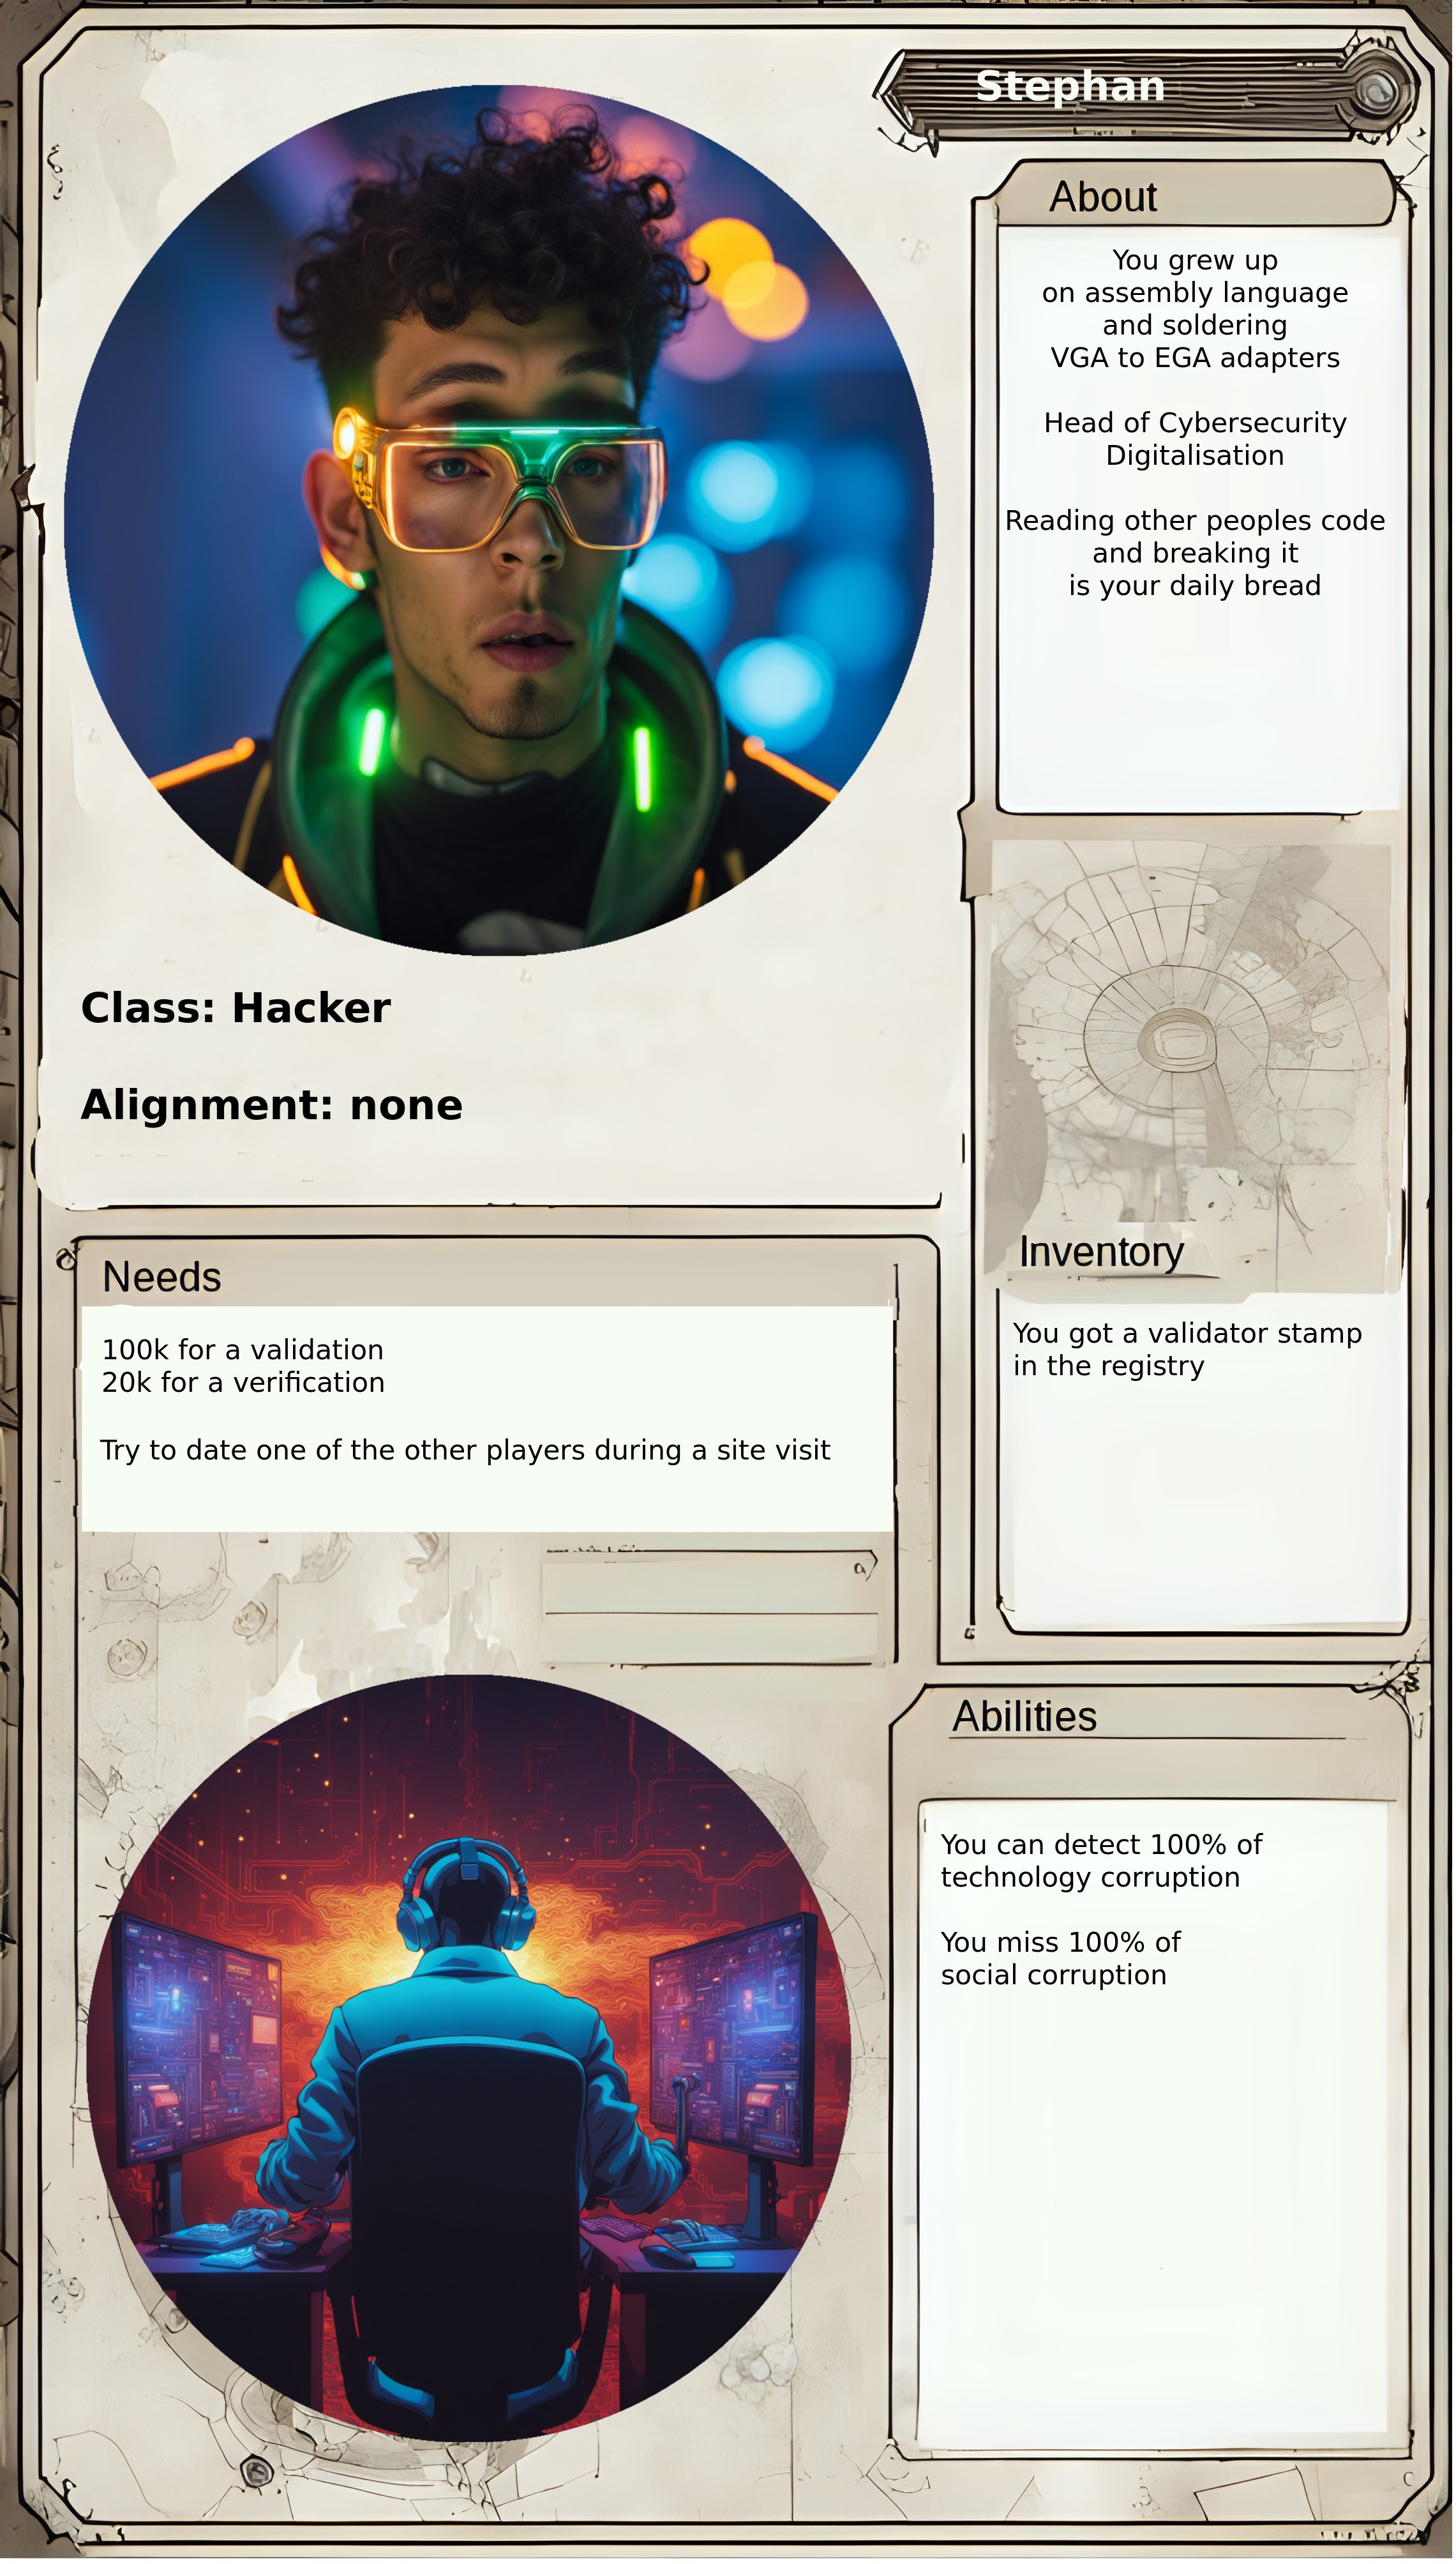 Stephan
About
You grew up
on assembly language
and soldering
VGA to EGA adapters
Head of Cybersecurity
Digitalisation
Reading other peoples code
and breaking it
is your daily bread
Class: Hacker
Alignment: none
Needs
100k for a validation
20k for a verification
Try to date one of the other players during a site visit
Inventory
You got a validator stamp
in the registry
Abilities
You can detect 100% of
technology corruption
You miss 100% of
social corruption